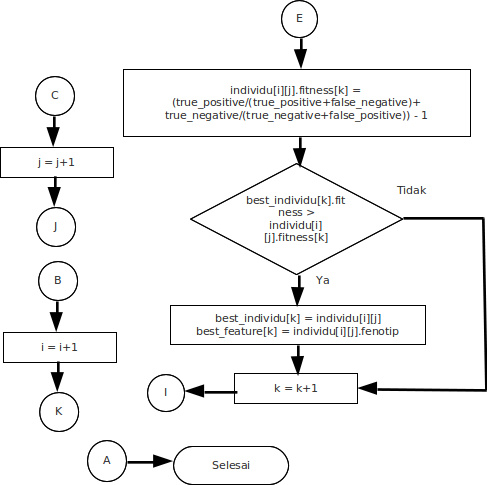 E
individu[i][j].fitness[k] =
(true_positive/(true_positive+false_negative)+
true_negative/(true_negative+false_positive)) - 1
C
j = j+1
J
best_individu[k].fit
ness >
individu[i]
[j].fitness[k]
Tidak
Ya
B
i = i+1
K
best_individu[k] = individu[i][j]
best_feature[k] = individu[i][j].fenotip
k = k+1
I
A
Selesai